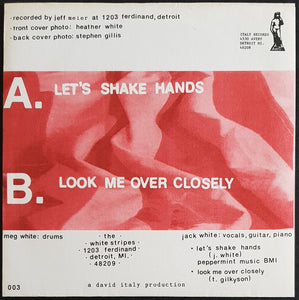 •recorded by jeff meier at 1203 ferdinand, detroit
•front cover photo: heather white
•back cover photo: stephen gillis
ITALY RECORDS
4530 AVERY
DETROIT MI.
48208
A. LET'S SHAKE HANDS
B. LOOK ME OVER CLOSELY
meg white: drums
• the •
•white stripes•
• 1203 ferdinand •
• detroit, MI. •
• 48209 •
jack white: vocals, guitar, piano
• let's shake hands
(j. white)
peppermint music BMI
• look me over closely
(t. gilkyson)
003
a david italy production